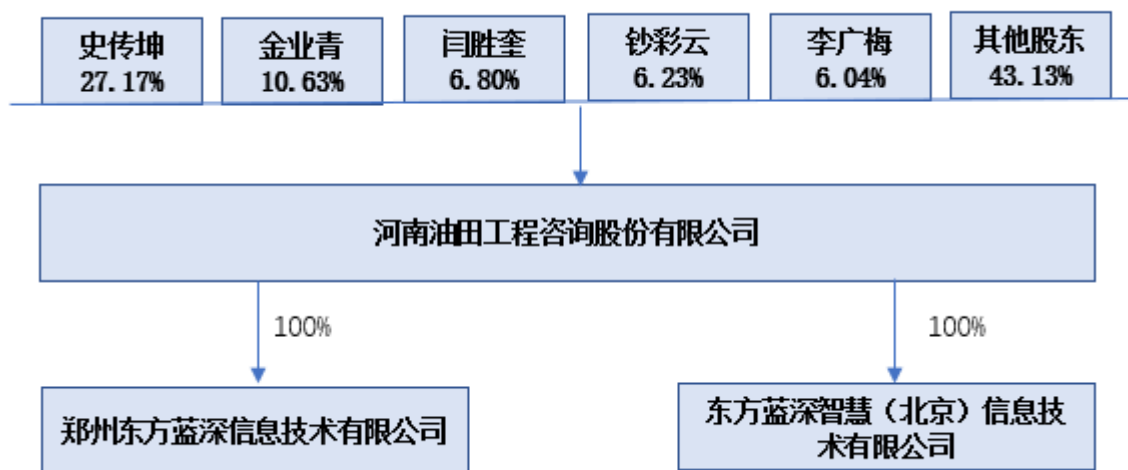 史传坤
27.17%
金业青
10.63%
闫胜奎
6.80%
钞彩云
6.23%
李广梅
6.04%
其他股东
43.13%
河南油田工程咨询股份有限公司
100%
100%
郑州东方蓝深信息技术有限公司
东方蓝深智慧（北京）信息技
术有限公司